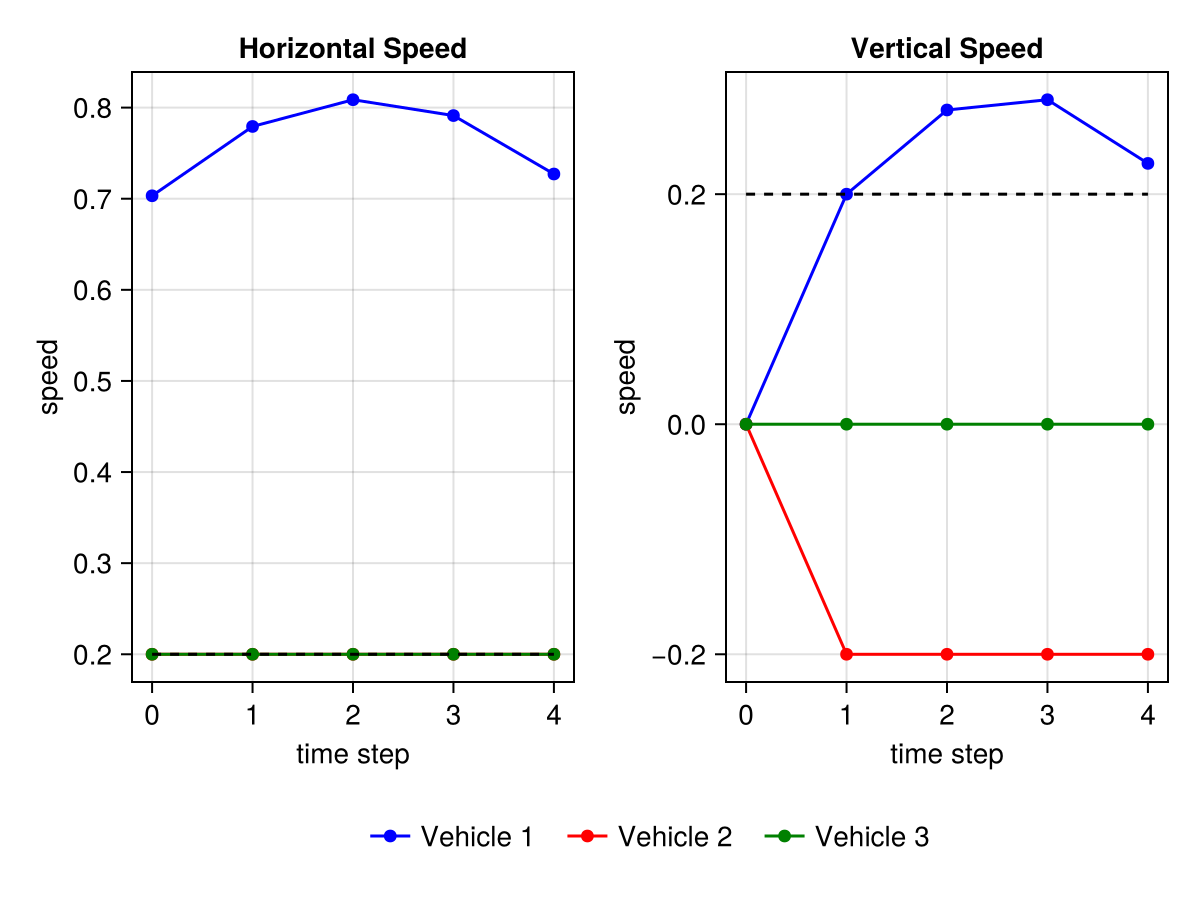 Horizontal Speed
0.8
0.7
0.6
0.5
0.4
0.3
0.2
speed
0 1 2 3 4
time step
Vertical Speed
0.2
0.0
−0.2
speed
0 1 2 3 4
time step
Vehicle 1 Vehicle 2 Vehicle 3